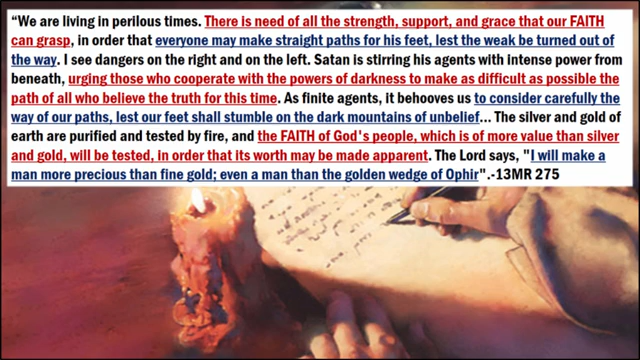 “We are living in perilous times. There is need of all the strength, support, and grace that our FAITH
can grasp, in order that everyone may make straight paths for his feet, lest the weak be turned out of
the way. I see dangers on the right and on the left. Satan is stirring his agents with intense power from
beneath, urging those who cooperate with the powers of darkness to make as difficult as possible the
path of all who believe the truth for this time. As finite agents, it behooves us to consider carefully the
way of our paths, lest our feet shall stumble on the dark mountains of unbelief... The silver and gold of
earth are purified and tested by fire, and the FAITH of God's people, which is of more value than silver
and gold, will be tested, in order that its worth may be made apparent. The Lord says, "I will make a
man more precious than fine gold; even a man than the golden wedge of Ophir".-13MR 275